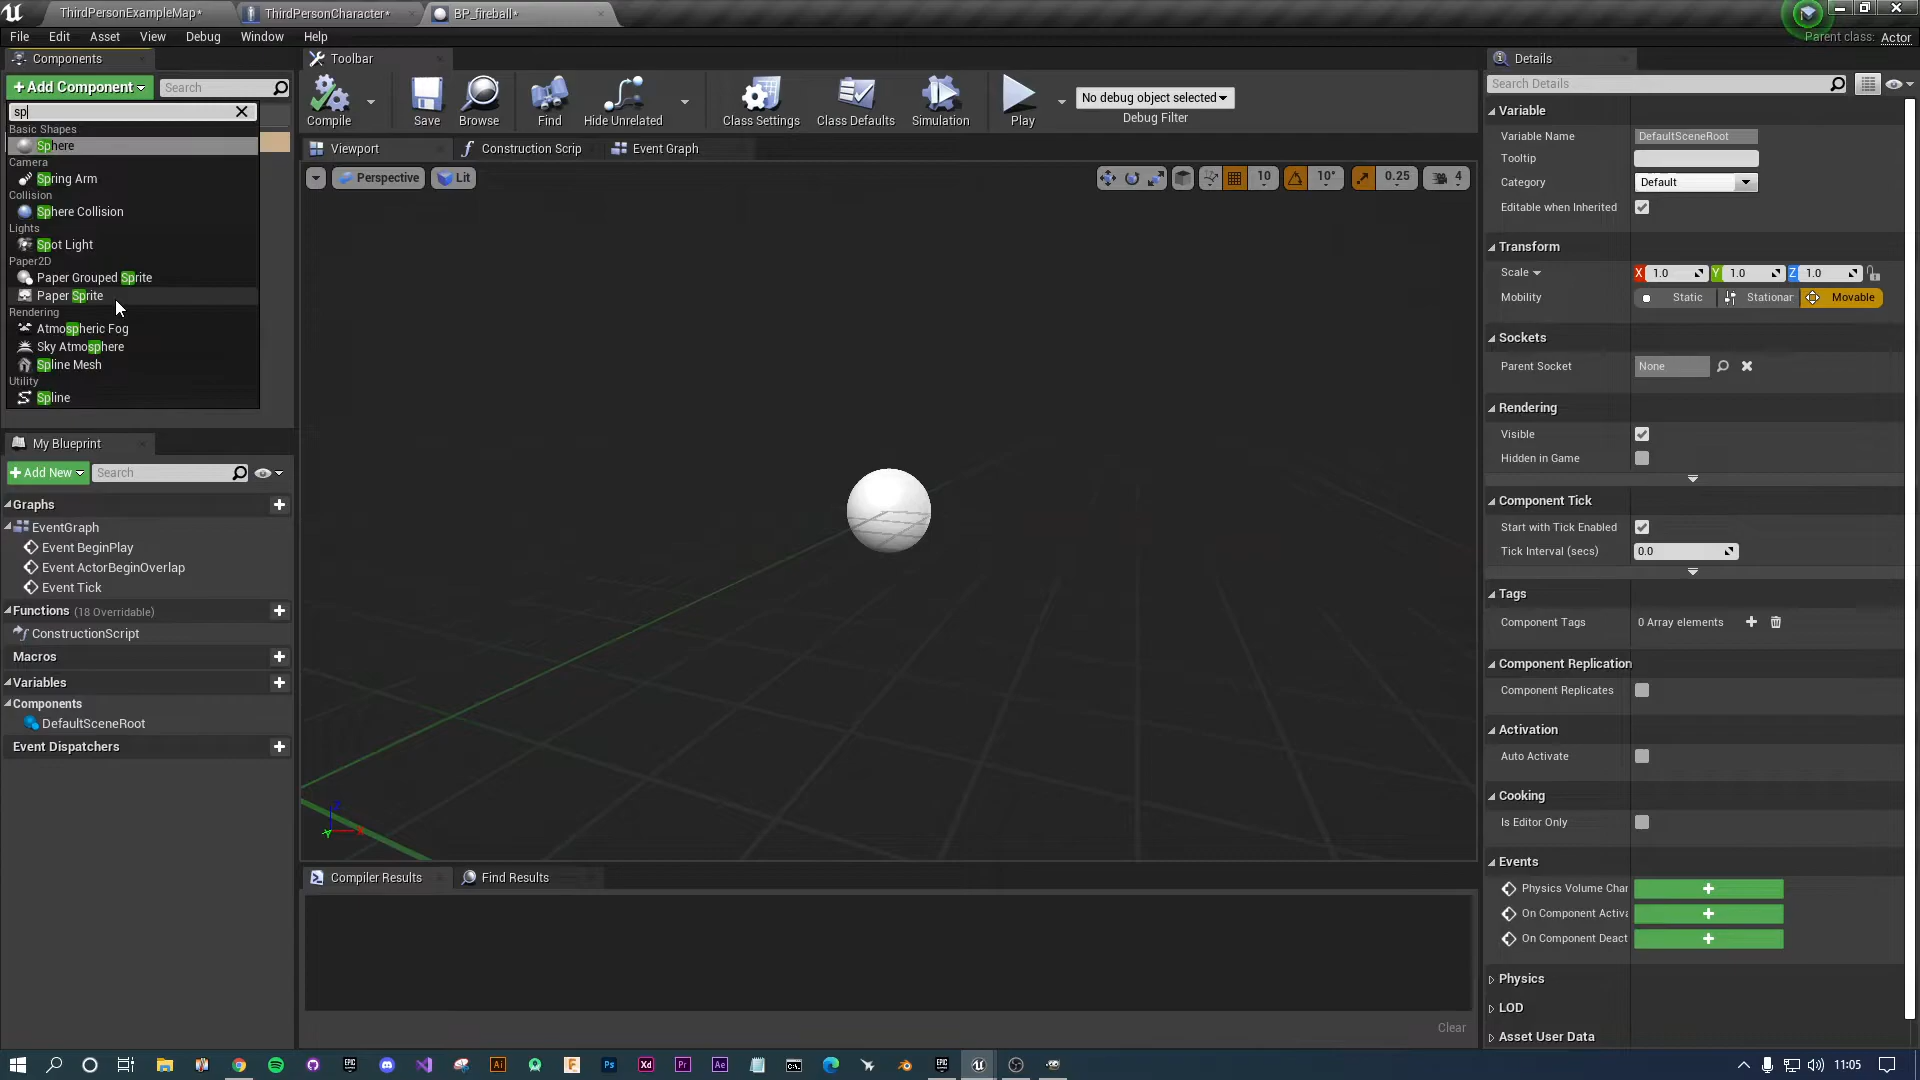 ThirdPersonExampleMap*
ThirdPersonCharacter*
BP_fireball*
File Edit Asset View Debug Window Help
Parent class: Actor
Components
+Add Component
Search
sp
Basic Shapes
Sphere
Camera
Spring Arm
Collision
Sphere Collision
Lights
Spot Light
Paper2D
Paper Grouped Sprite
Paper Sprite
Rendering
Atmospheric Fog
Sky Atmosphere
Spline Mesh
Utility
Spline
My Blueprint
+Add New
Search
Graphs
EventGraph
Event BeginPlay
Event ActorBeginOverlap
Event Tick
Functions (18 Overridable)
ConstructionScript
Macros
Variables
Components
DefaultSceneRoot
Event Dispatchers
Toolbar
Compile
Save
Browse
Find
Hide Unrelated
Class Settings
Class Defaults
Simulation
Play
No debug object selected
Debug Filter
Viewport
Construction Scrip
Event Graph
Perspective
Lit
10
10°
0.25
4
Compiler Results
Find Results
Clear
Details
Search Details
Variable
Variable Name DefaultSceneRoot
Tooltip
Category Default
Editable when Inherited
Transform
Scale X 1.0 Y 1.0 Z 1.0
Mobility Static Stationar Movable
Sockets
Parent Socket None
Rendering
Visible
Hidden in Game
Component Tick
Start with Tick Enabled
Tick Interval (secs) 0.0
Tags
Component Tags 0 Array elements
Component Replication
Component Replicates
Activation
Auto Activate
Cooking
Is Editor Only
Events
Physics Volume Char
On Component Activa
On Component Deact
Physics
LOD
Asset User Data
11:05